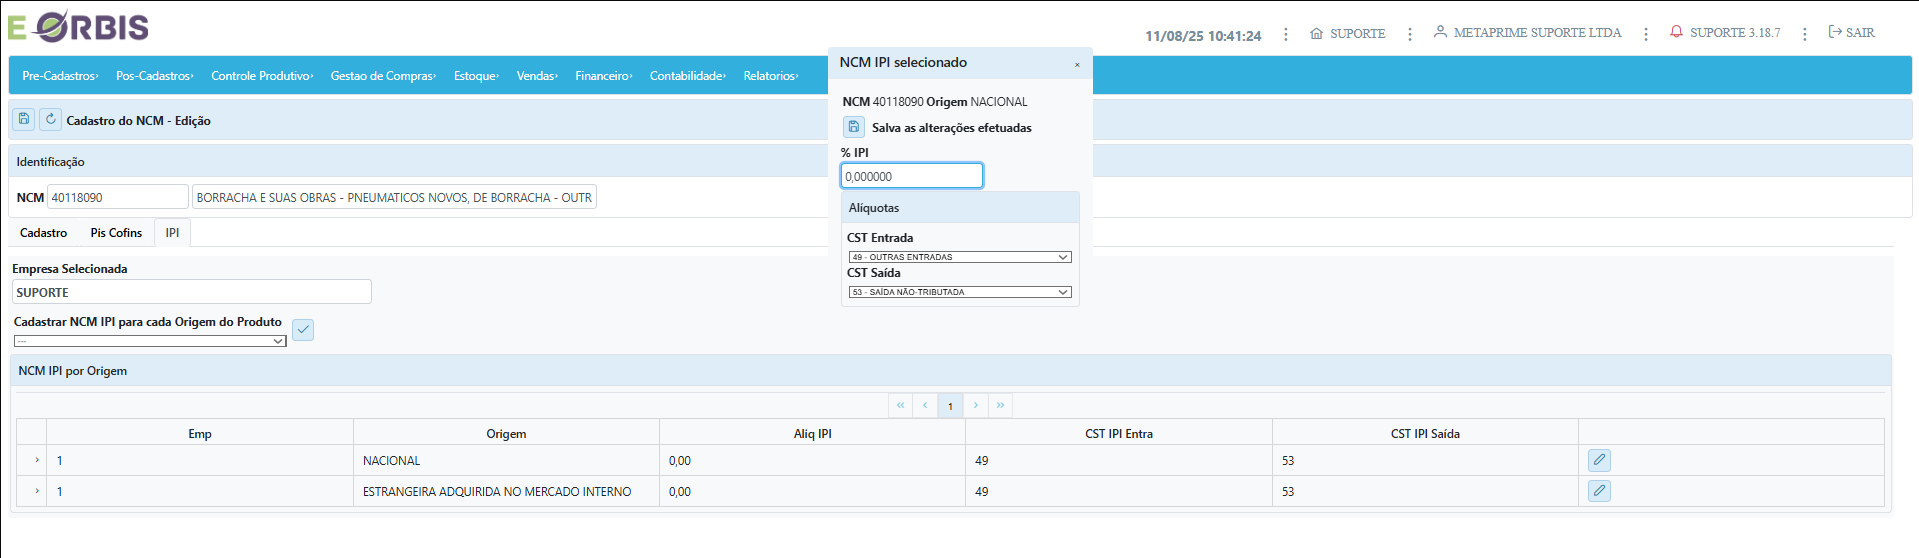 E ORBIS
11/08/25 10:41:24
SUPORTE
METAPRIME SUPORTE LTDA
SUPORTE 3.18.7
SAIR
Pre-Cadastros
Pos-Cadastros
Controle Produtivo
Gestao de Compras
Estoque
Vendas
Financeiro
Contabilidade
Relatorios
NCM IPI selecionado
×
NCM 40118090 Origem NACIONAL
Salva as alterações efetuadas
% IPI
0,000000
Alíquotas
CST Entrada
49 - OUTRAS ENTRADAS
CST Saída
53 - SAÍDA NÃO-TRIBUTADA
Cadastro do NCM - Edição
Identificação
NCM 40118090 BORRACHA E SUAS OBRAS - PNEUMATICOS NOVOS, DE BORRACHA - OUTR
Cadastro Pis Cofins IPI
Empresa Selecionada
SUPORTE
Cadastrar NCM IPI para cada Origem do Produto
---
NCM IPI por Origem
« ‹ 1 › »
Emp Origem Aliq IPI CST IPI Entra CST IPI Saída
1 NACIONAL 0,00 49 53
1 ESTRANGEIRA ADQUIRIDA NO MERCADO INTERNO 0,00 49 53